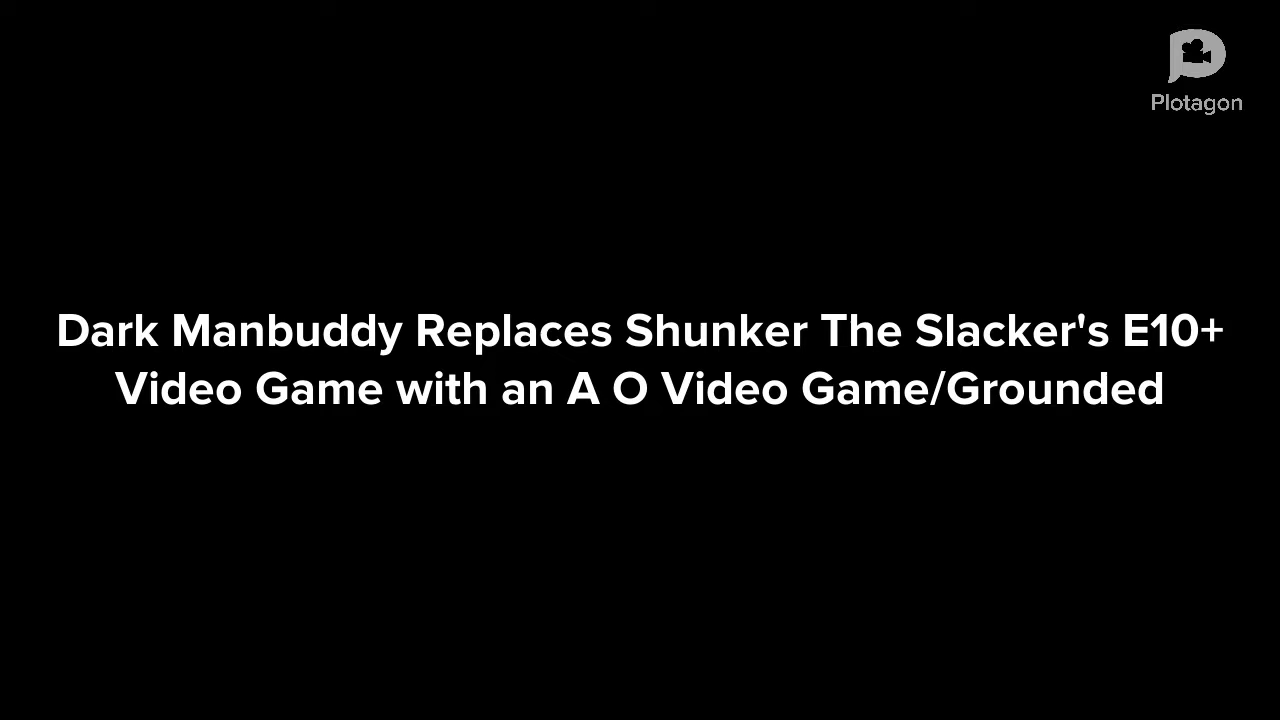 Plotagon
Dark Manbuddy Replaces Shunker The Slacker's E10+
Video Game with an A O Video Game/Grounded